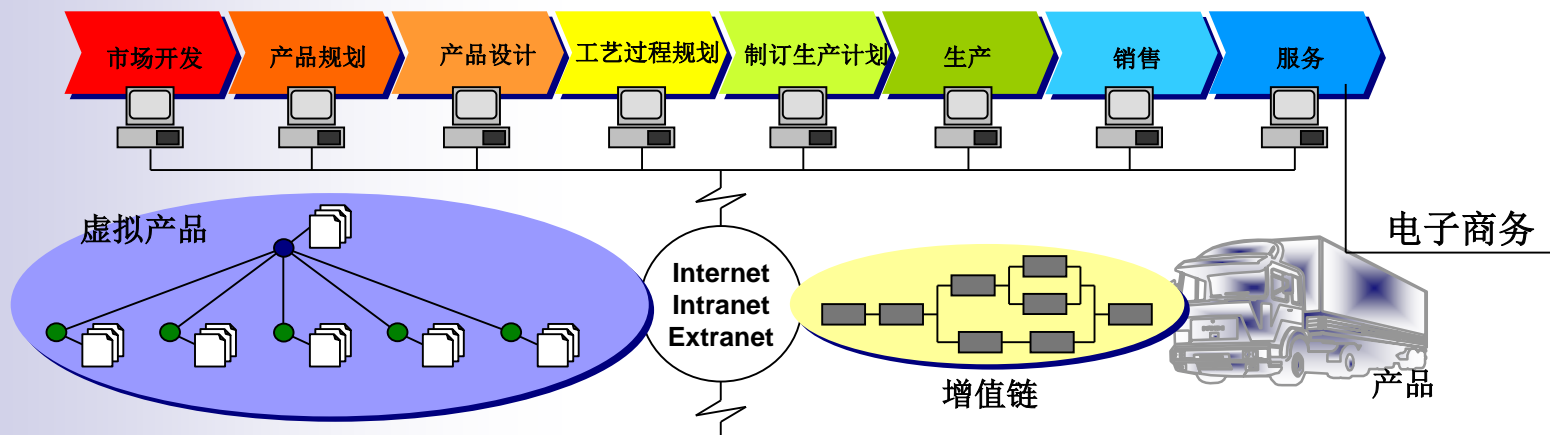 市场开发
产品规划
产品设计
工艺过程规划
制订生产计划
生产
销售
服务
虚拟产品
Internet
Intranet
Extranet
增值链
电子商务
产品